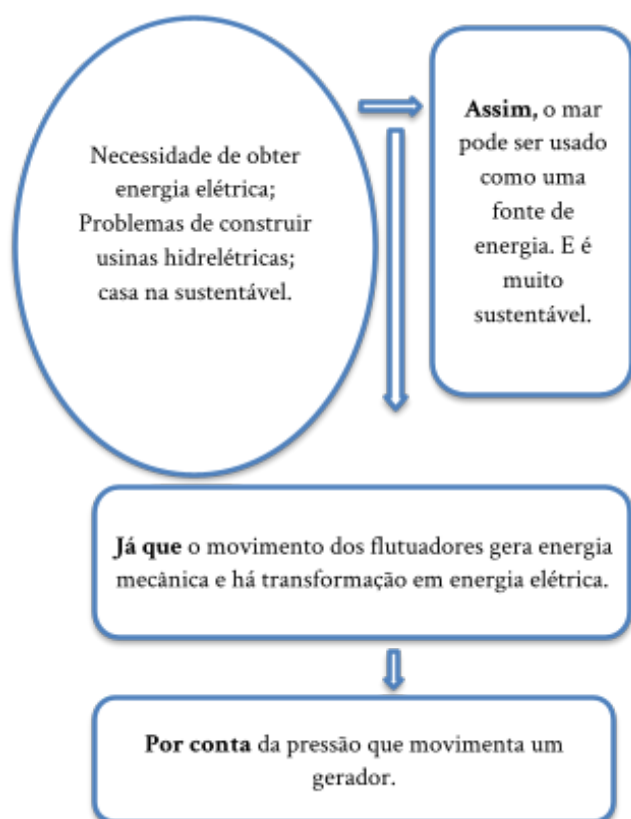 Necessidade de obter
energia elétrica;
Problemas de construir
usinas hidrelétricas;
casa na sustentável.
Assim, o mar
pode ser usado
como uma
fonte de
energia. E é
muito
sustentável.
Já que o movimento dos flutuadores gera energia
mecânica e há transformação em energia elétrica.
Por conta da pressão que movimenta um
gerador.